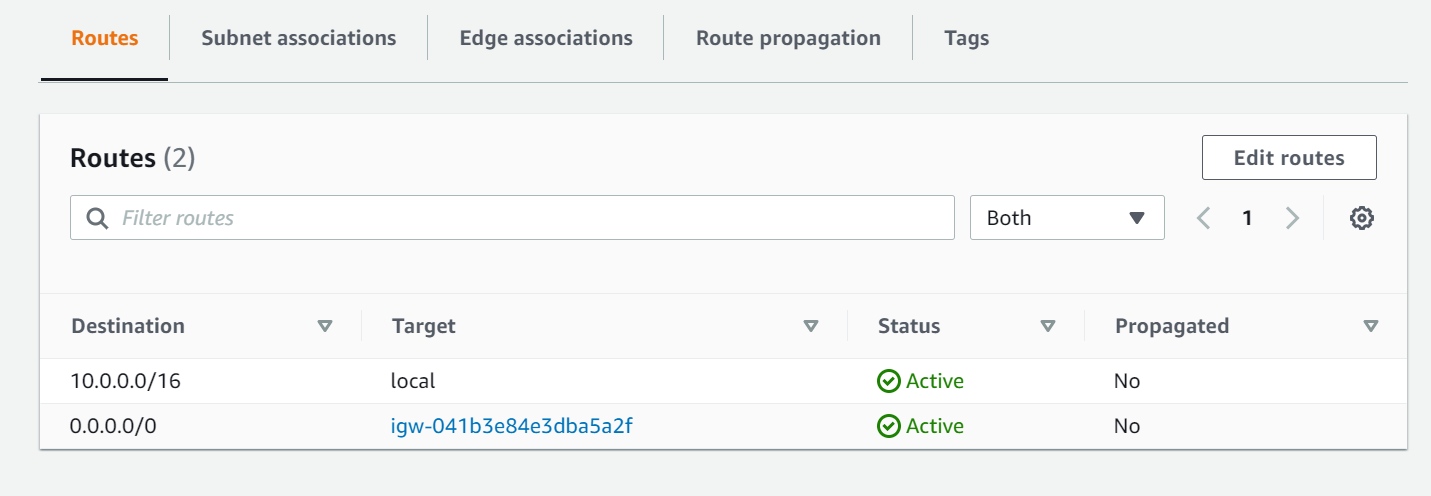 Routes Subnet associations Edge associations Route propagation Tags
Routes (2) Edit routes
Filter routes Both 1
Destination Target Status Propagated
10.0.0.0/16 local Active No
0.0.0.0/0 igw-041b3e84e3dba5a2f Active No